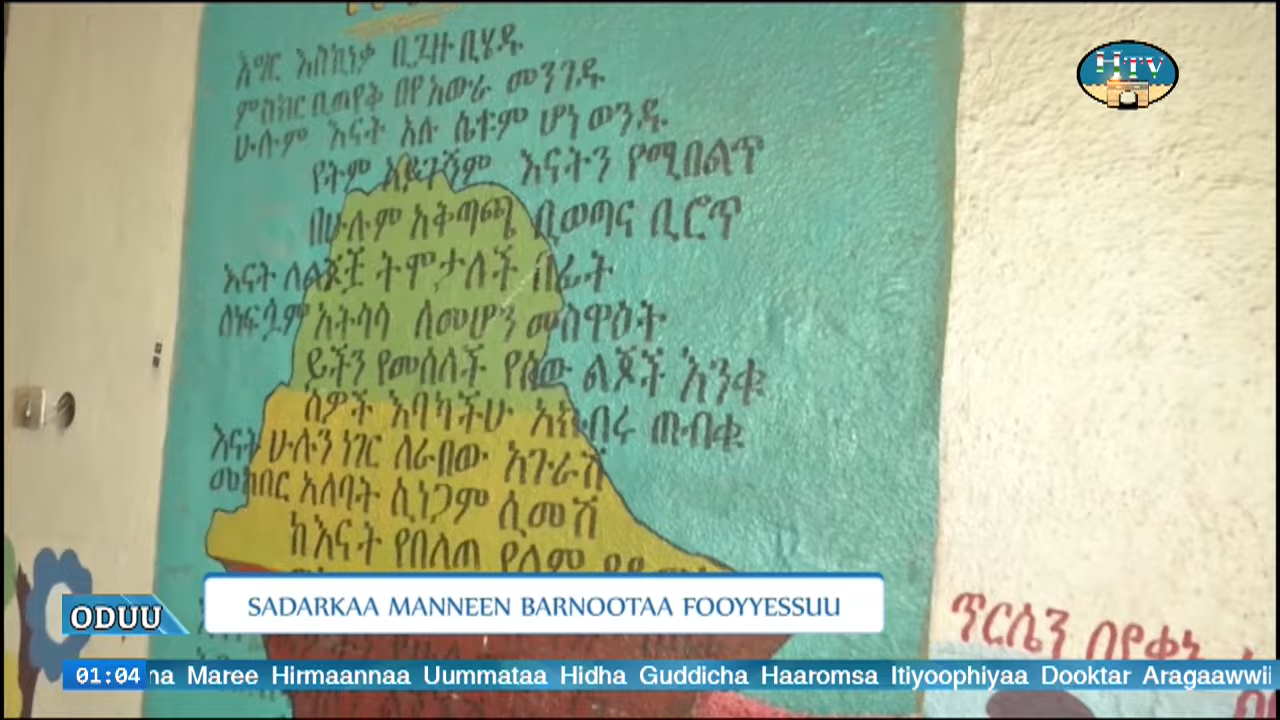 HTV
እግር እስኪነቃ ቢጓዙ ቢሄዱ
ምስክር ቢጠየቅ በየአውራ መንገዱ
ሁሉም እናት አሉ ሴቱም ሆነ ወንዱ
የትም አይገኝም እናትን የሚበልጥ
በሁሉም አቅጣጫ ቢወጣና ቢሮጥ
እናት ለልጆቿ ትሞታለች በፊት
ለነፍሷም አትሳሳ ለመሆን መስዋዕት
ይችን የመሰለች የሰው ልጆች እንቁ
ሰዎች እባካችሁ አክብሩ ጠብቁ
እናት ሁሉን ነገር ለራበው አጉራሽ
መከበር አለባት ሲነጋም ሲመሽ
ከእናት የበለጠ የለም
ጥርሴን በየቀኑ
ODUU
SADARKAA MANNEEN BARNOOTAA FOOYYESSUU
01:04
na Maree Hirmaannaa Uummataa Hidha Guddicha Haaromsa Itiyoophiyaa Dooktar Aragaawwii